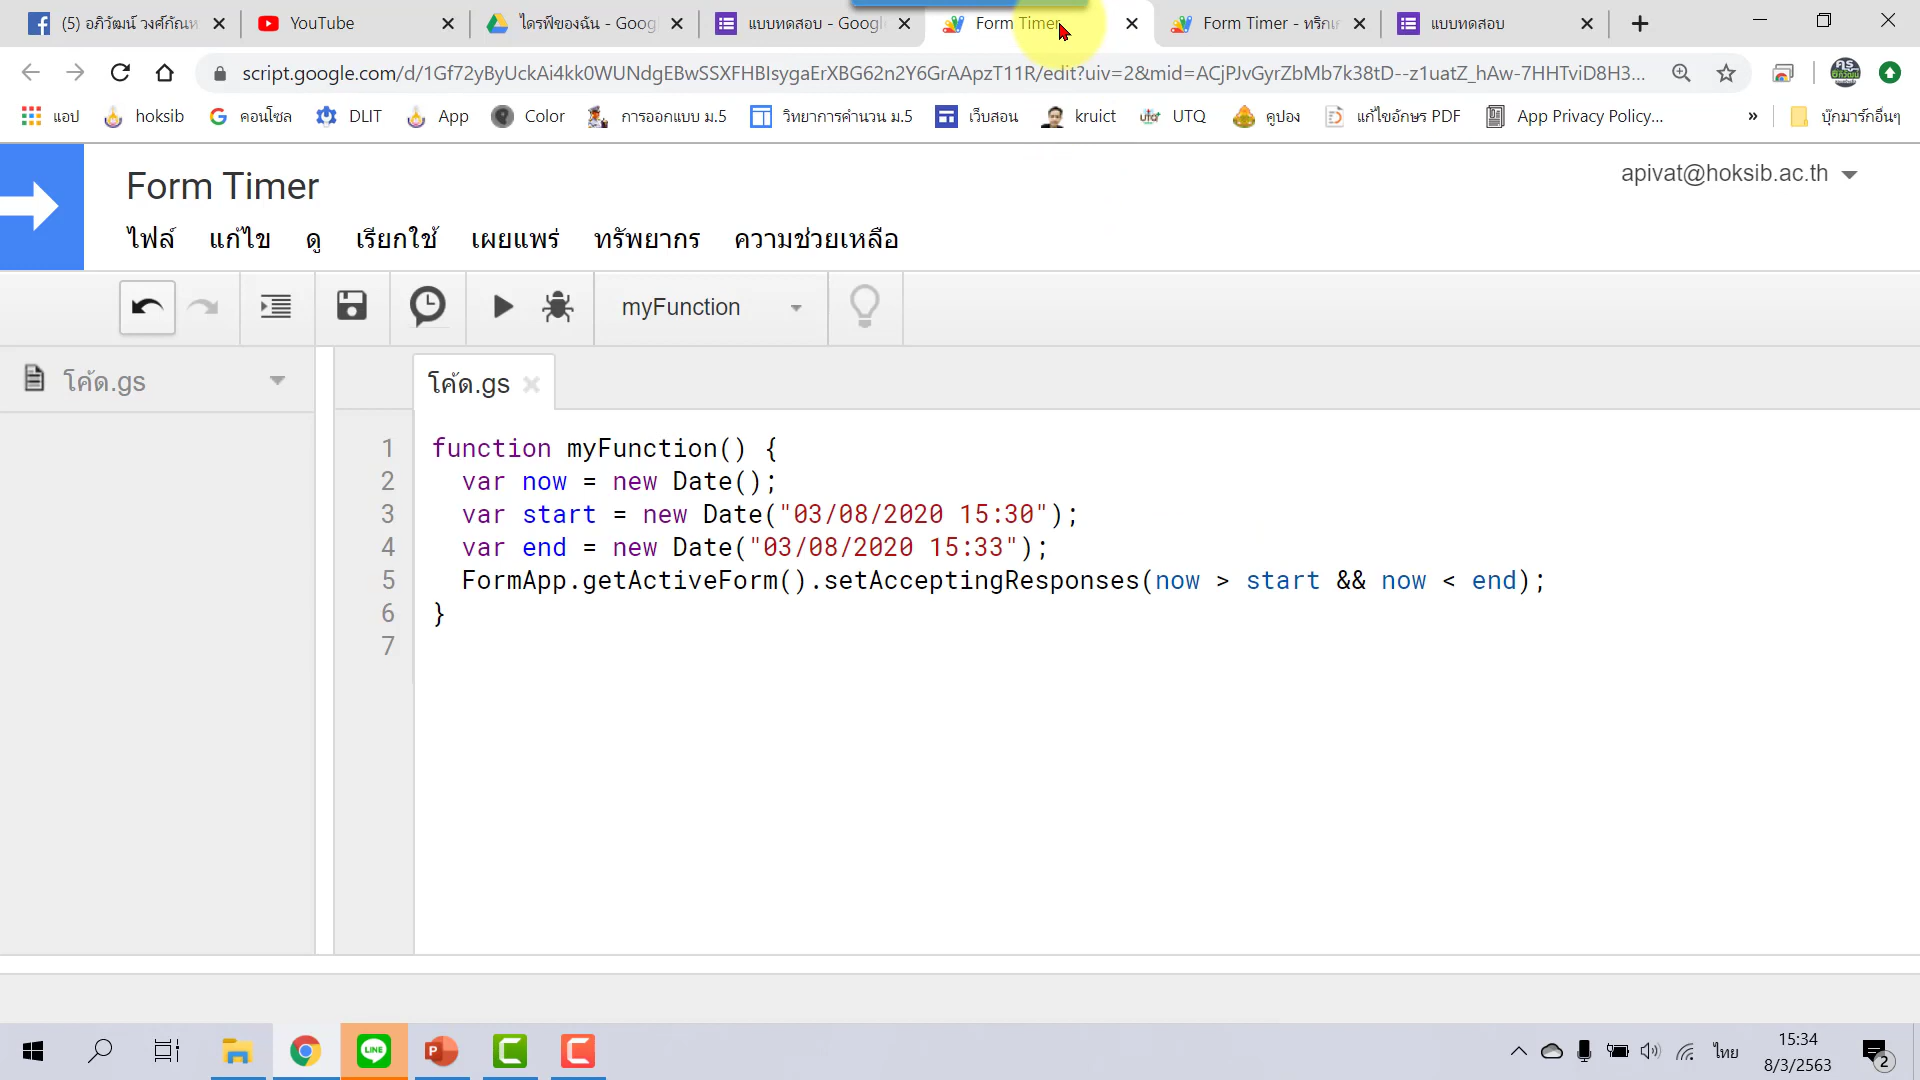 (5) อภิวัฒน์ วงศ์กัณห
YouTube
ไดรฟ์ของฉัน - Goog
แบบทดสอบ - Googl
Form Timer
Form Timer - ทริกเก
แบบทดสอบ
script.google.com/d/1Gf72yByUckAi4kk0WUNdgEBwSSXFHBIsygaErXBG62n2Y6GrAApzT11R/edit?uiv=2&mid=ACjPJvGyrZbMb7k38tD--z1uatZ_hAw-7HHTviD8H3...
แอป
hoksib
คอนโซล
DLIT
App
Color
การออกแบบ ม.5
วิทยาการคำนวน ม.5
เว็บสอน
kruict
UTQ
คูปอง
แก้ไขอักษร PDF
App Privacy Policy...
»
บุ๊กมาร์กอื่นๆ
Form Timer
apivat@hoksib.ac.th
ไฟล์ แก้ไข ดู เรียกใช้ เผยแพร่ ทรัพยากร ความช่วยเหลือ
myFunction
โค้ด.gs
โค้ด.gs
1 function myFunction() {
2 var now = new Date();
3 var start = new Date("03/08/2020 15:30");
4 var end = new Date("03/08/2020 15:33");
5 FormApp.getActiveForm().setAcceptingResponses(now > start && now < end);
6 }
7
LINE
ไทย
15:34
8/3/2563
2